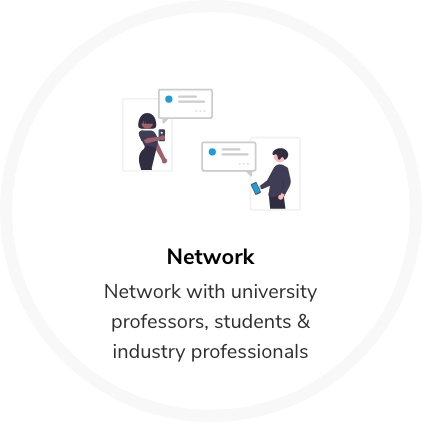 Network
Network with university
professors, students &
industry professionals